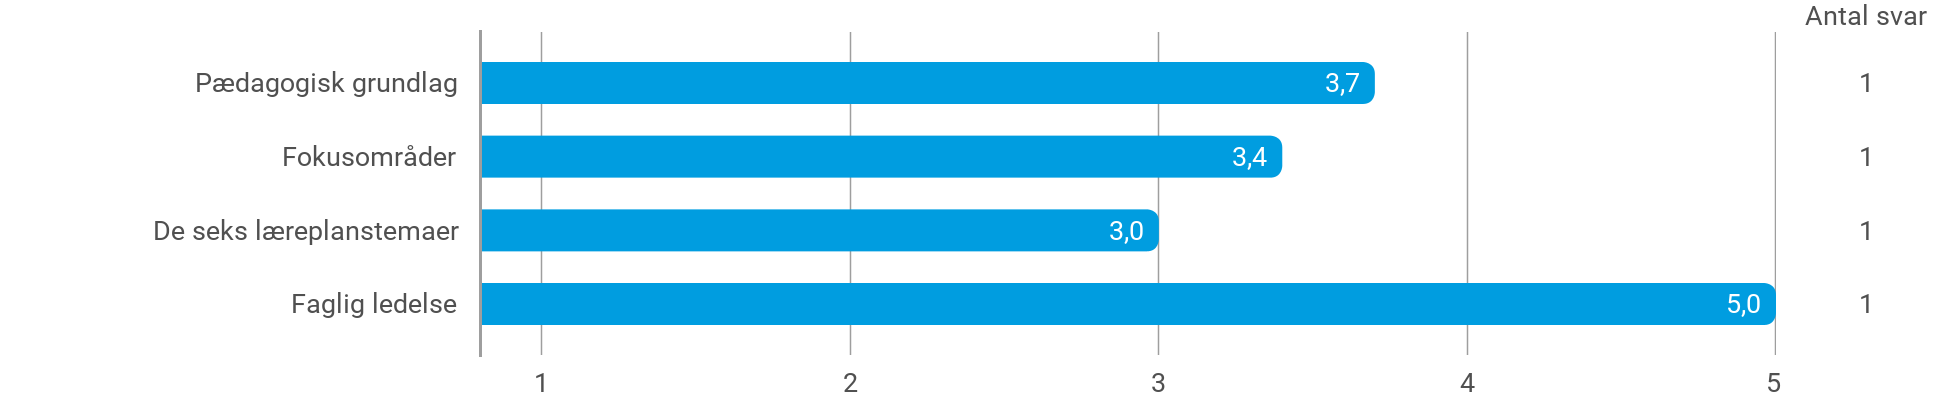 Antal svar
Pædagogisk grundlag 3,7 1
Fokusområder 3,4 1
De seks læreplanstemaer 3,0 1
Faglig ledelse 5,0 1
1 2 3 4 5